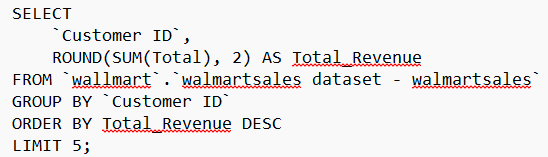 SELECT
    `Customer ID`,
    ROUND(SUM(Total), 2) AS Total_Revenue
FROM `wallmart`.`walmartsales dataset - walmartsales`
GROUP BY `Customer ID`
ORDER BY Total_Revenue DESC
LIMIT 5;